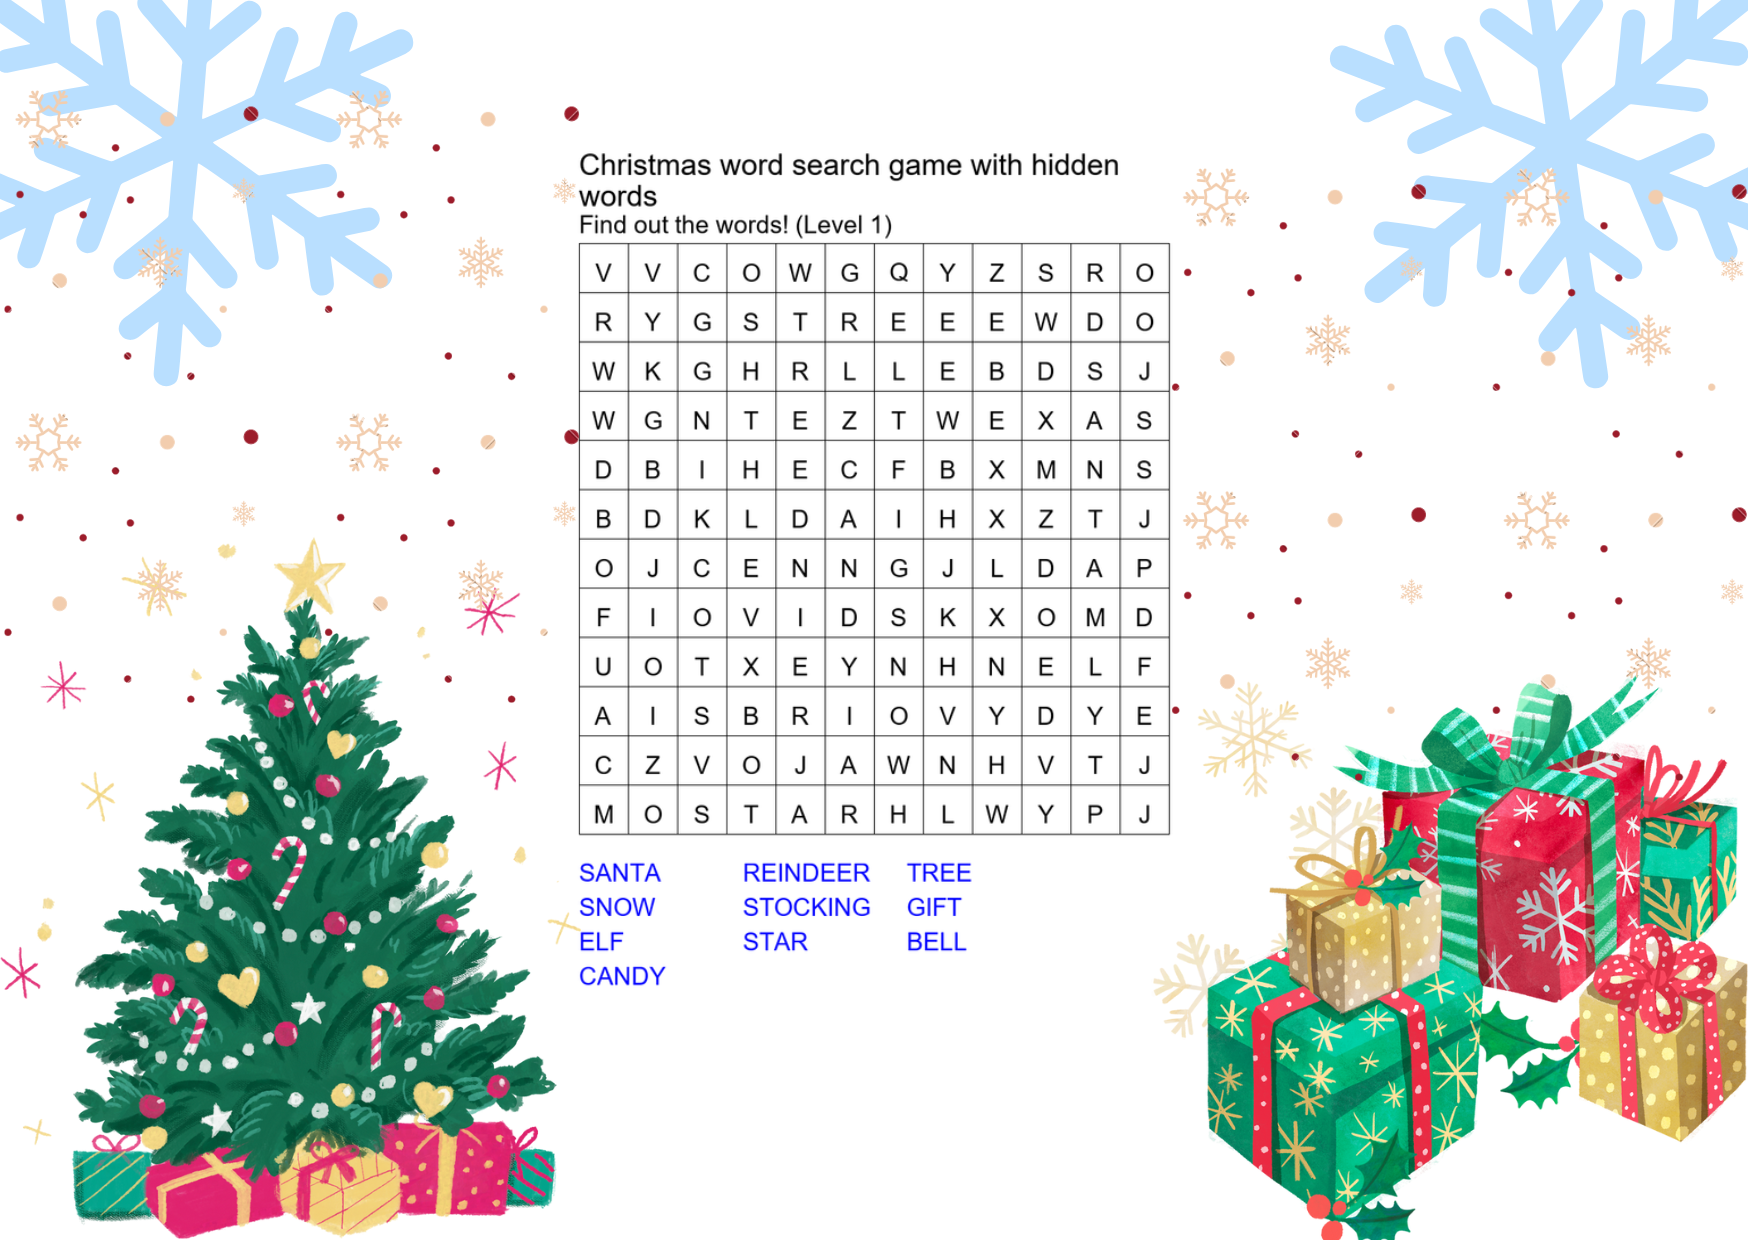 Christmas word search game with hidden
words
Find out the words! (Level 1)
V V C O W G Q Y Z S R O
R Y G S T R E E E W D O
W K G H R L L E B D S J
W G N T E Z T W E X A S
D B I H E C F B X M N S
B D K L D A I H X Z T J
O J C E N N G J L D A P
F I O V I D S K X O M D
U O T X E Y N H N E L F
A I S B R I O V Y D Y E
C Z V O J A W N H V T J
M O S T A R H L W Y P J
SANTA REINDEER TREE
SNOW STOCKING GIFT
ELF STAR BELL
CANDY